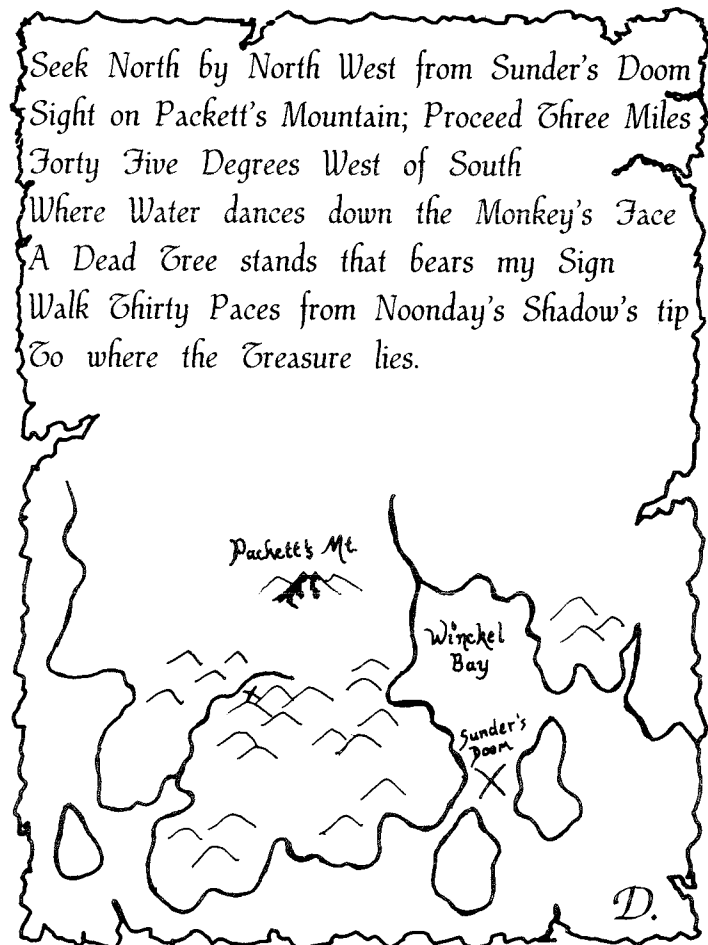 Seek North by North West from Sunder's Doom
Sight on Packett's Mountain; Proceed Three Miles
Forty Five Degrees West of South
Where Water dances down the Monkey's Face
A Dead Tree stands that bears my Sign
Walk Thirty Paces from Noonday's Shadow's tip
To where the Treasure lies.
Packett's Mt.
Winckel
Bay
Sunder's
Doom
D.